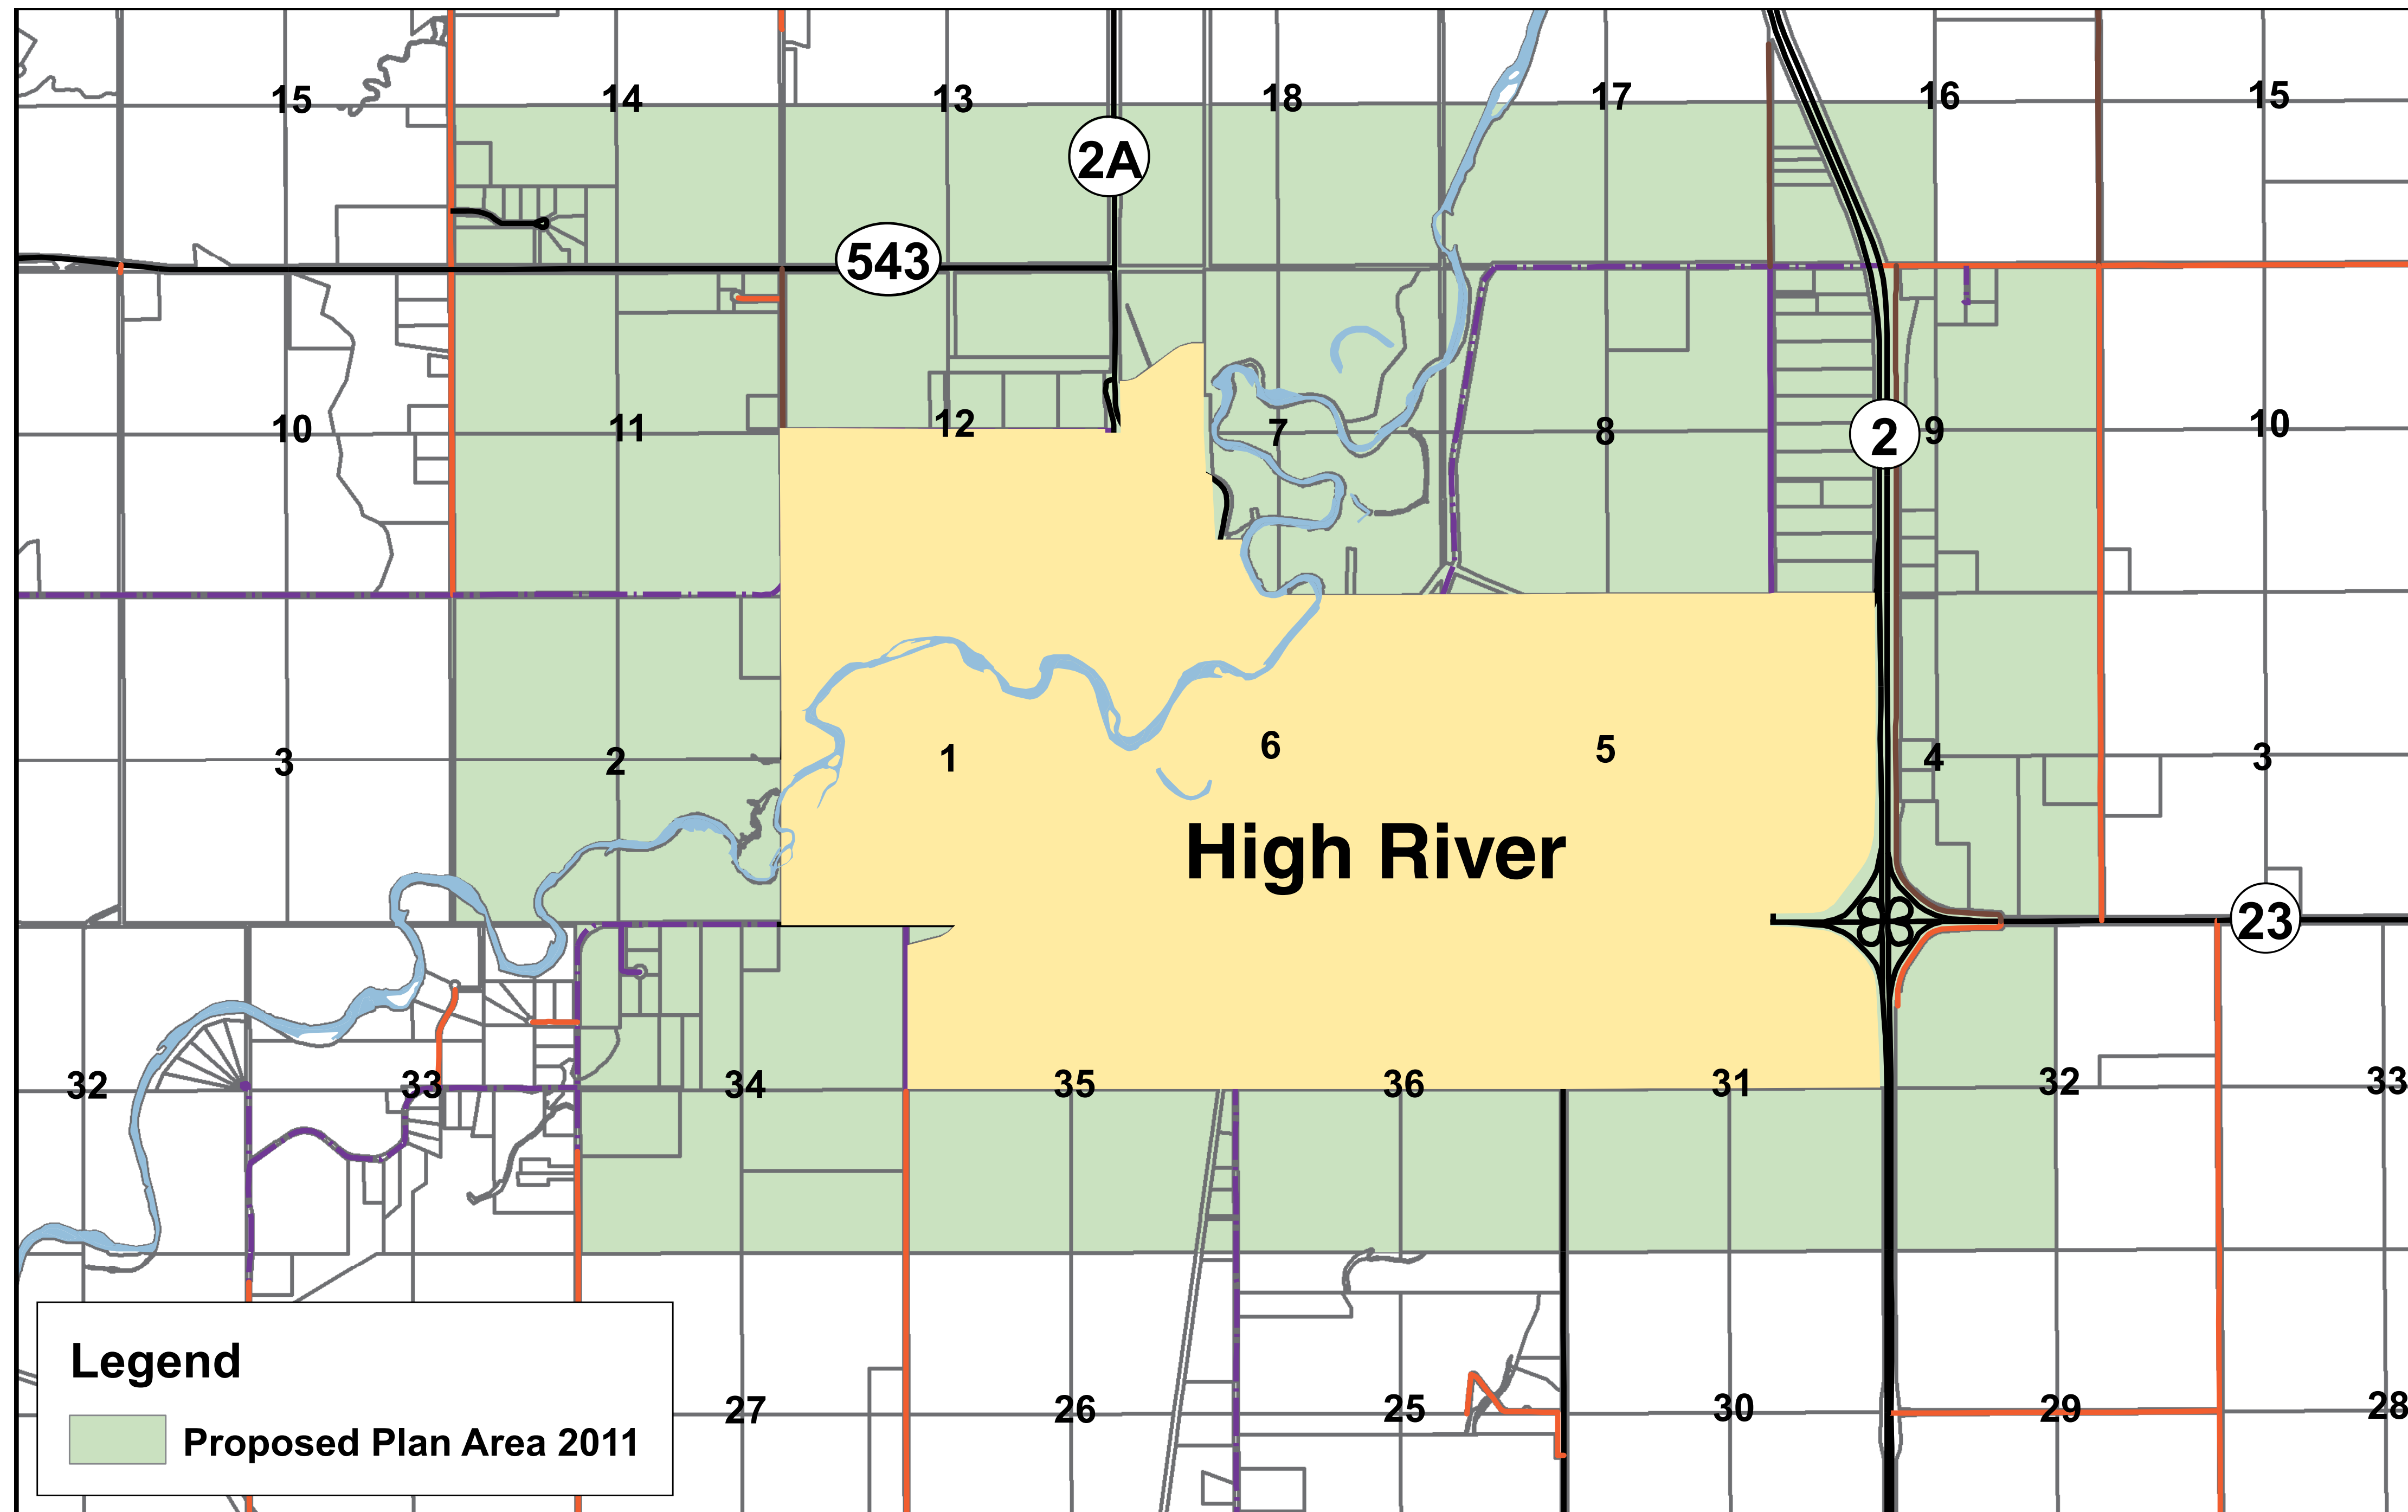 15 14 13 18 17 16 15
2A
543
10 11 12 7 8 2 9 10
3 2 1 6 5 4 3
High River
23
32 33 34 35 36 31 32 33
27 26 25 30 29 28
Legend
Proposed Plan Area 2011